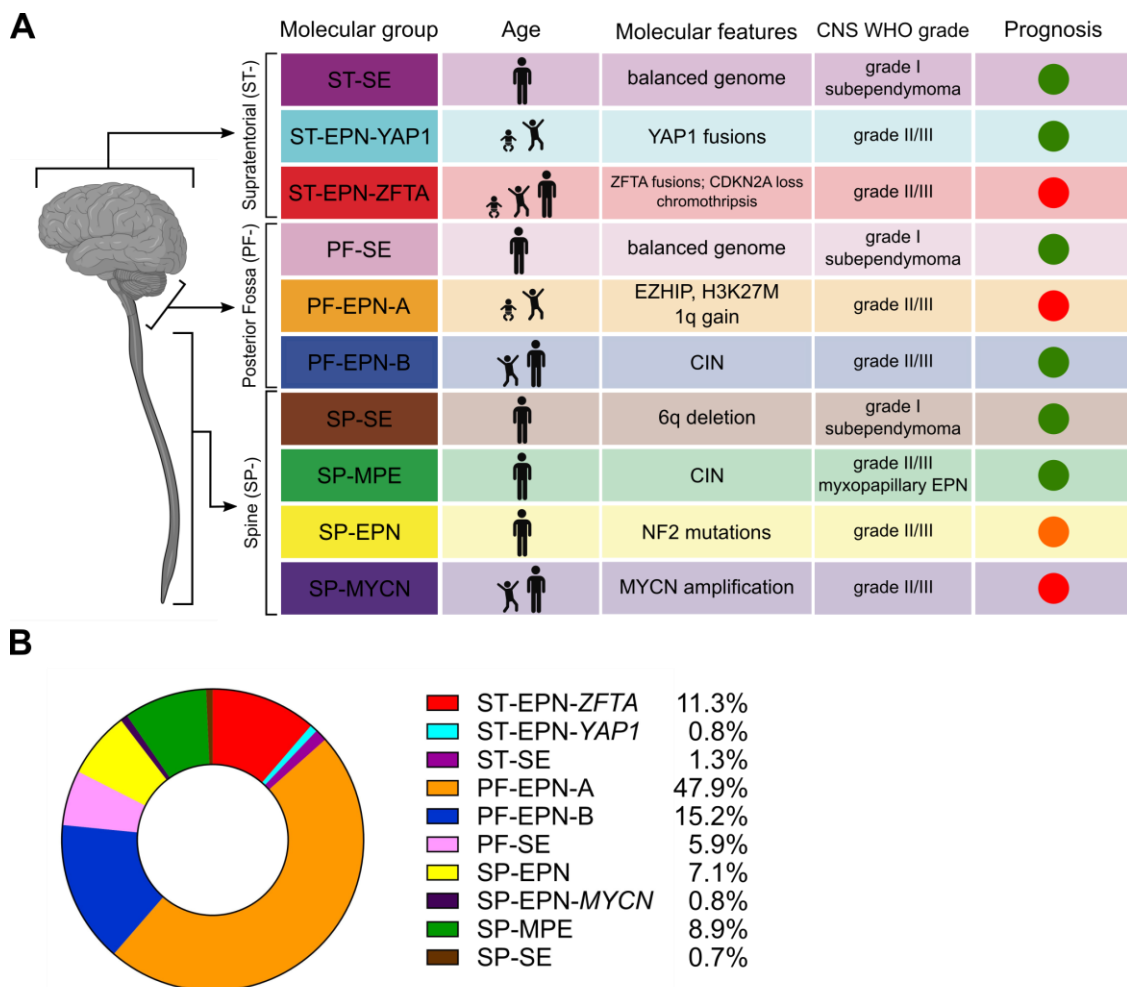 A
Molecular group Age Molecular features CNS WHO grade Prognosis
Supratentorial (ST-)
ST-SE balanced genome grade I
subependymoma
ST-EPN-YAP1 YAP1 fusions grade II/III
ST-EPN-ZFTA ZFTA fusions; CDKN2A loss
chromothripsis grade II/III
Posterior Fossa (PF-)
PF-SE balanced genome grade I
subependymoma
PF-EPN-A EZHIP, H3K27M
1q gain grade II/III
PF-EPN-B CIN grade II/III
Spine (SP-)
SP-SE 6q deletion grade I
subependymoma
SP-MPE CIN grade II/III
myxopapillary EPN
SP-EPN NF2 mutations grade II/III
SP-MYCN MYCN amplification grade II/III
B
ST-EPN-ZFTA 11.3%
ST-EPN-YAP1 0.8%
ST-SE 1.3%
PF-EPN-A 47.9%
PF-EPN-B 15.2%
PF-SE 5.9%
SP-EPN 7.1%
SP-EPN-MYCN 0.8%
SP-MPE 8.9%
SP-SE 0.7%